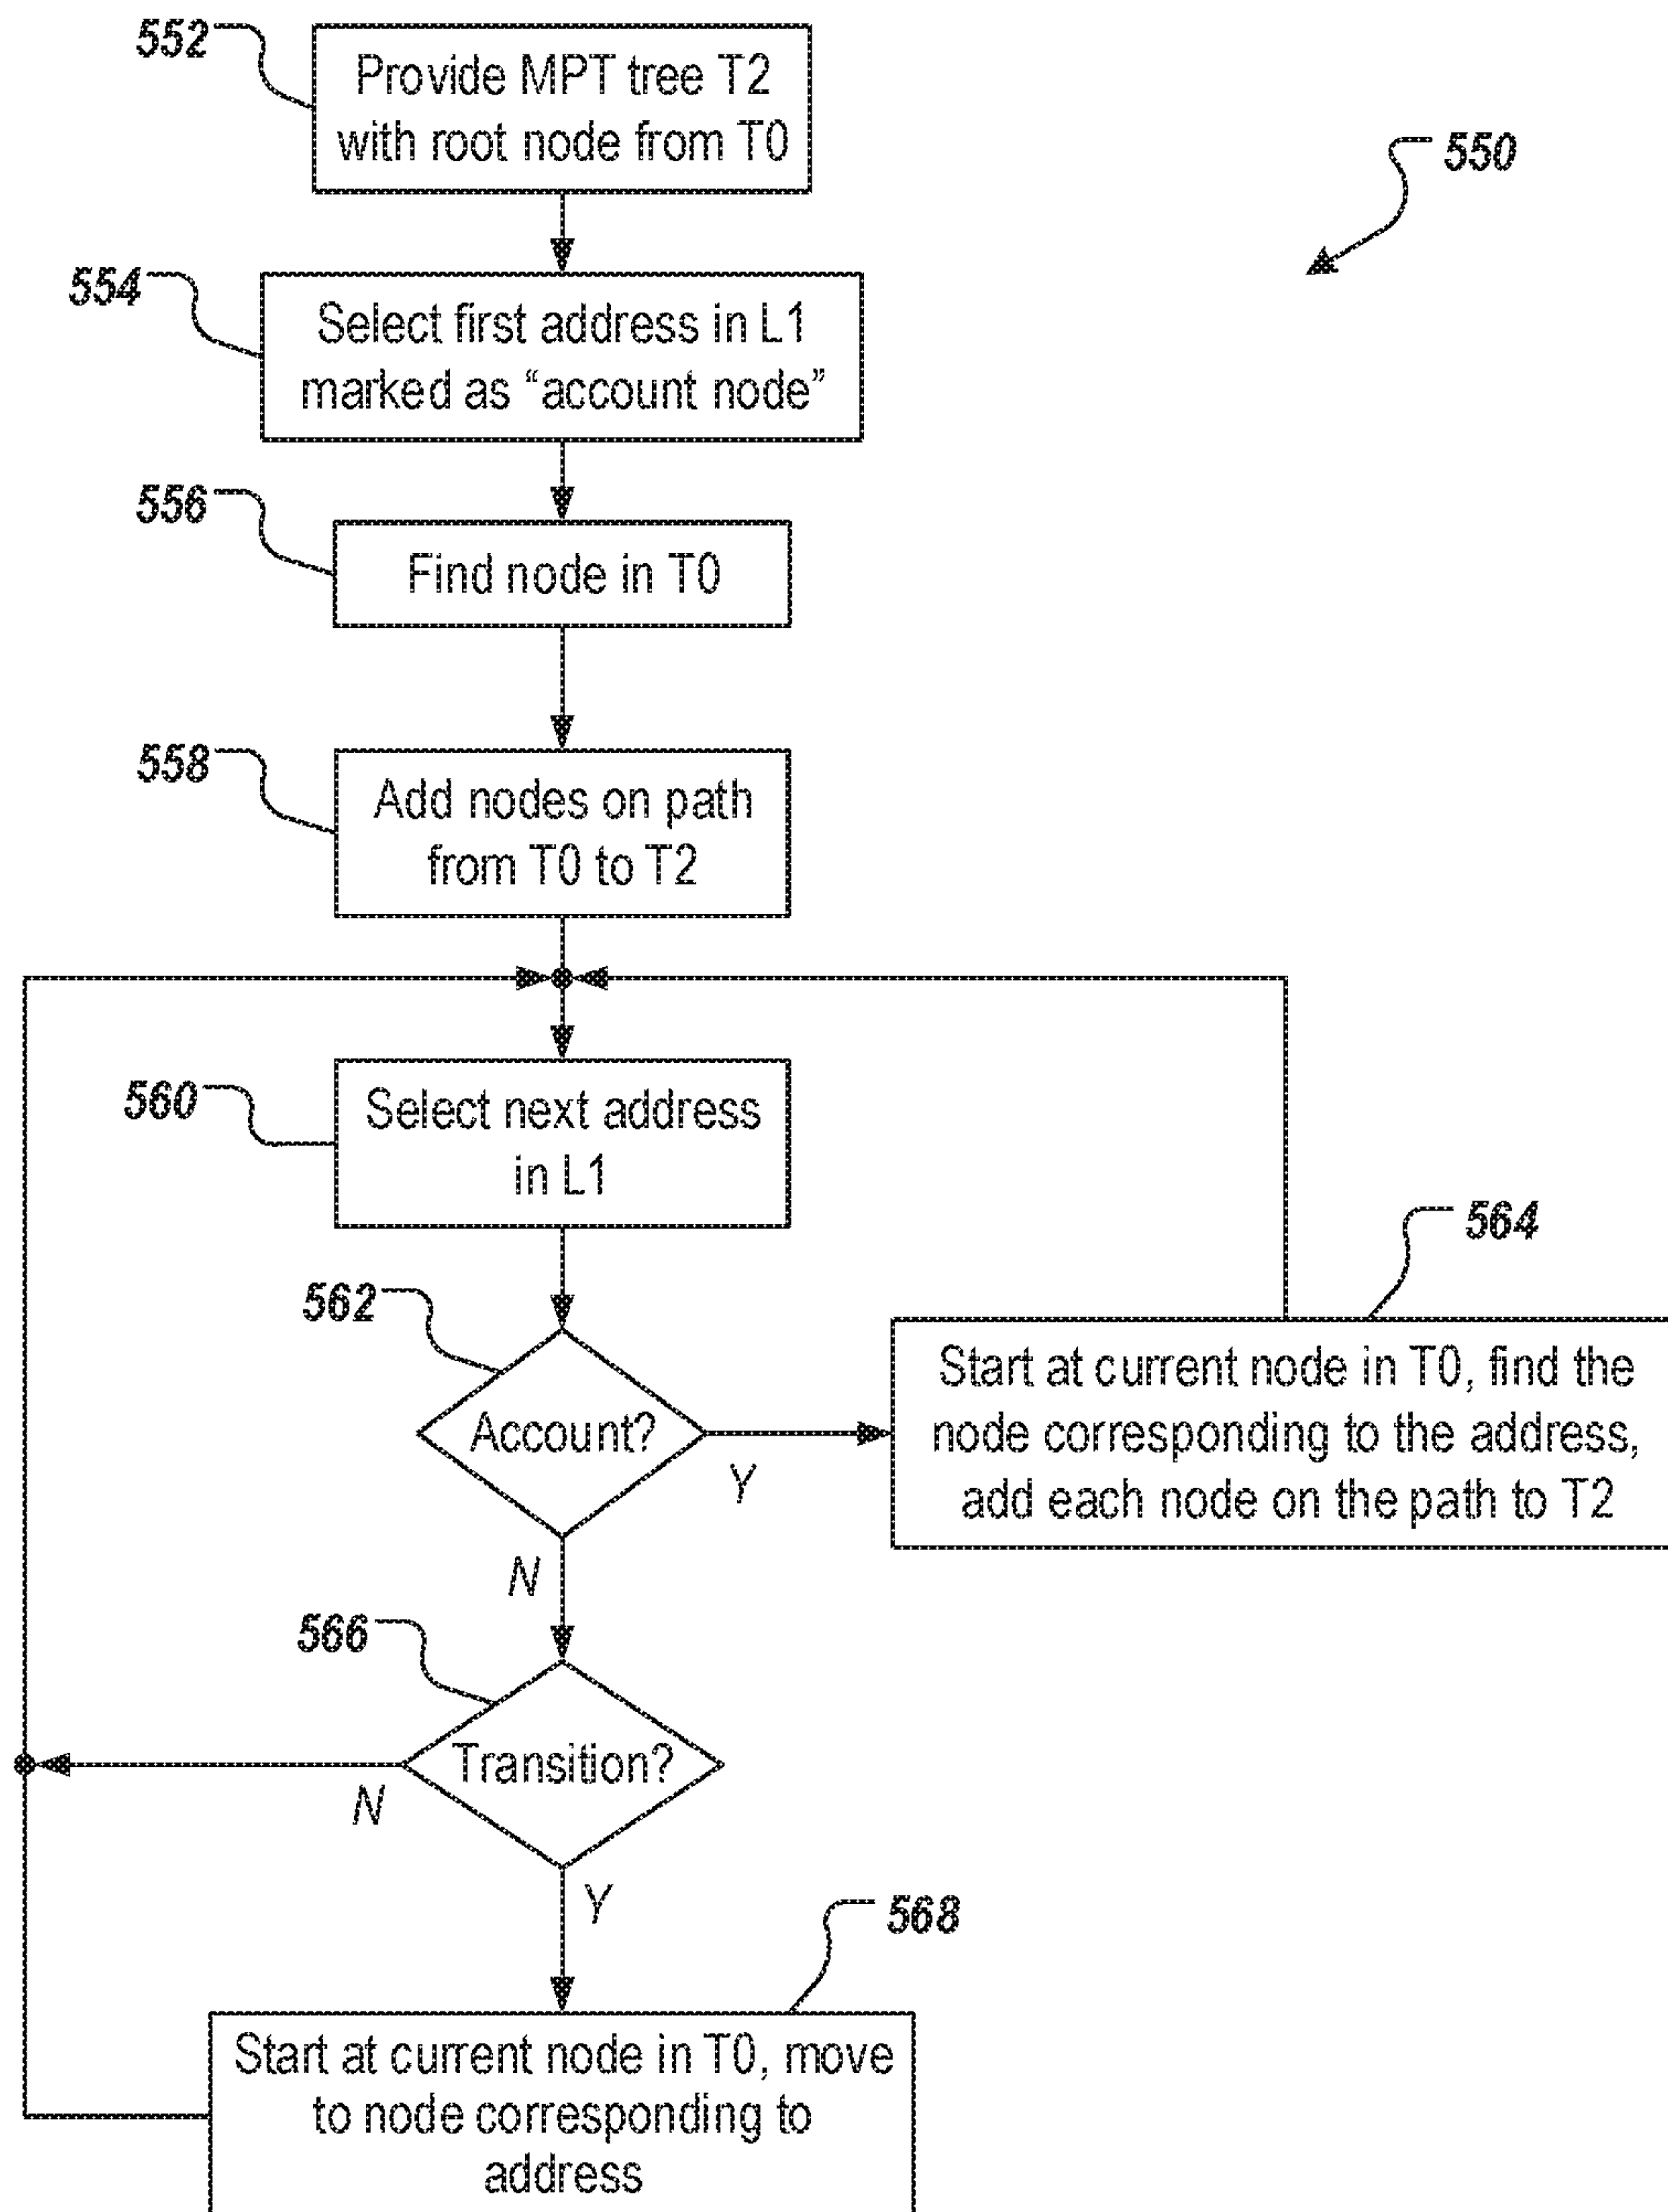 552
Provide MPT tree T2
with root node from T0
550
554
Select first address in L1
marked as “account node”
556
Find node in T0
558
Add nodes on path
from T0 to T2
560
Select next address
in L1
564
562
Account?
Y
Start at current node in T0, find the
node corresponding to the address,
add each node on the path to T2
N
566
Transition?
N
Y
568
Start at current node in T0, move
to node corresponding to
address